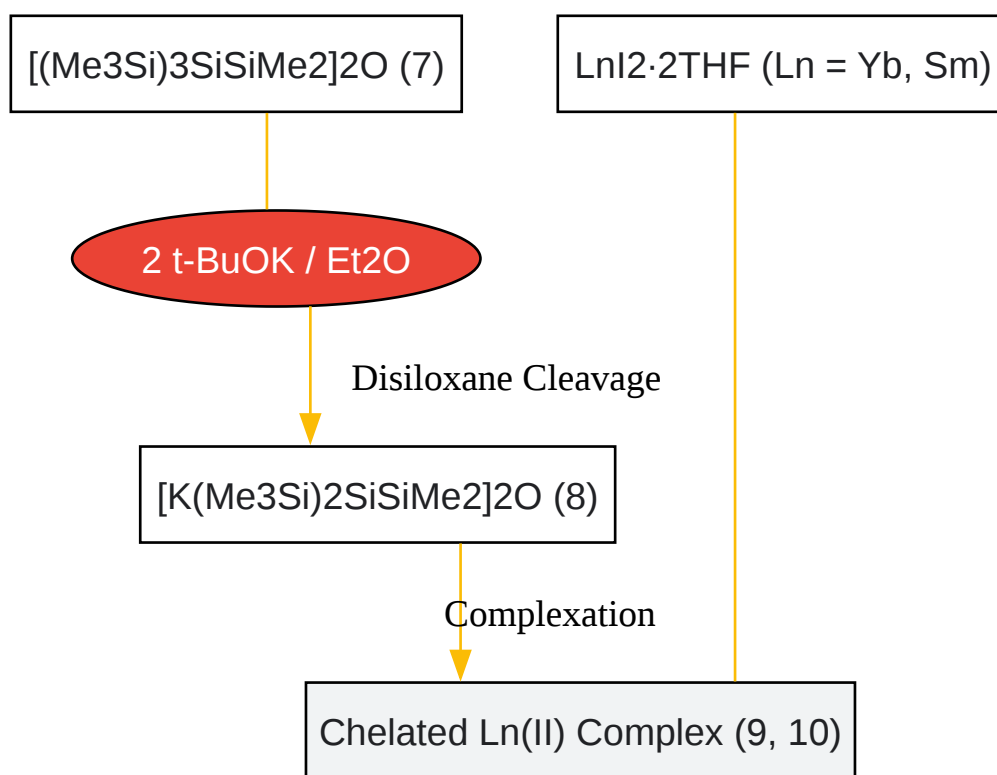 [(Me3Si)3SiSiMe2]2O (7)
LnI2·2THF (Ln = Yb, Sm)
2 t-BuOK / Et2O
Disiloxane Cleavage
[K(Me3Si)2SiSiMe2]2O (8)
Complexation
Chelated Ln(II) Complex (9, 10)